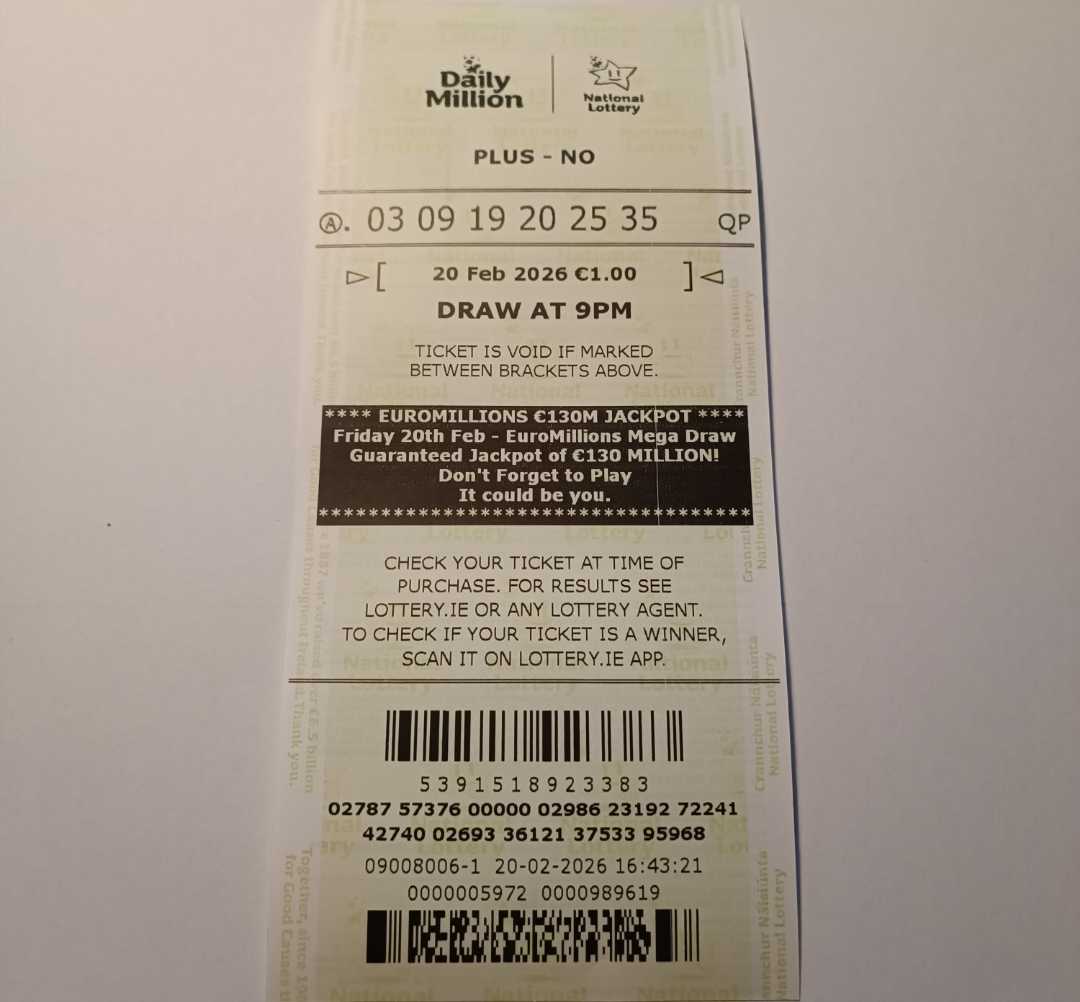 Daily
Million
National
Lottery
PLUS - NO
Ⓐ. 03 09 19 20 25 35 QP
▷[ 20 Feb 2026 €1.00 ]◁
DRAW AT 9PM
TICKET IS VOID IF MARKED
BETWEEN BRACKETS ABOVE.
**** EUROMILLIONS €130M JACKPOT ****
Friday 20th Feb - EuroMillions Mega Draw
Guaranteed Jackpot of €130 MILLION!
Don't Forget to Play
It could be you.
***********************************
CHECK YOUR TICKET AT TIME OF
PURCHASE. FOR RESULTS SEE
LOTTERY.IE OR ANY LOTTERY AGENT.
TO CHECK IF YOUR TICKET IS A WINNER,
SCAN IT ON LOTTERY.IE APP.
5391518923383
02787 57376 00000 02986 23192 72241
42740 02693 36121 37533 95968
09008006-1 20-02-2026 16:43:21
0000005972 0000989619
Crannchur Náisiúnta
National Lottery